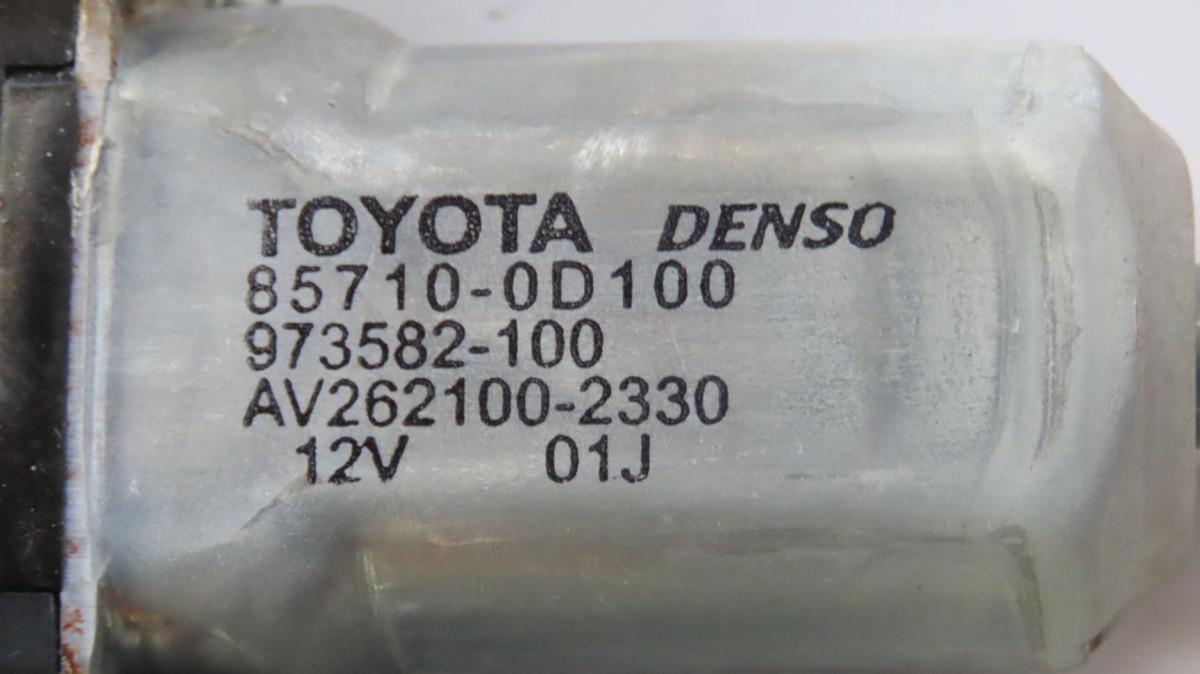 TOYOTA DENSO
85710-0D100
973582-100
AV262100-2330
12V 01J